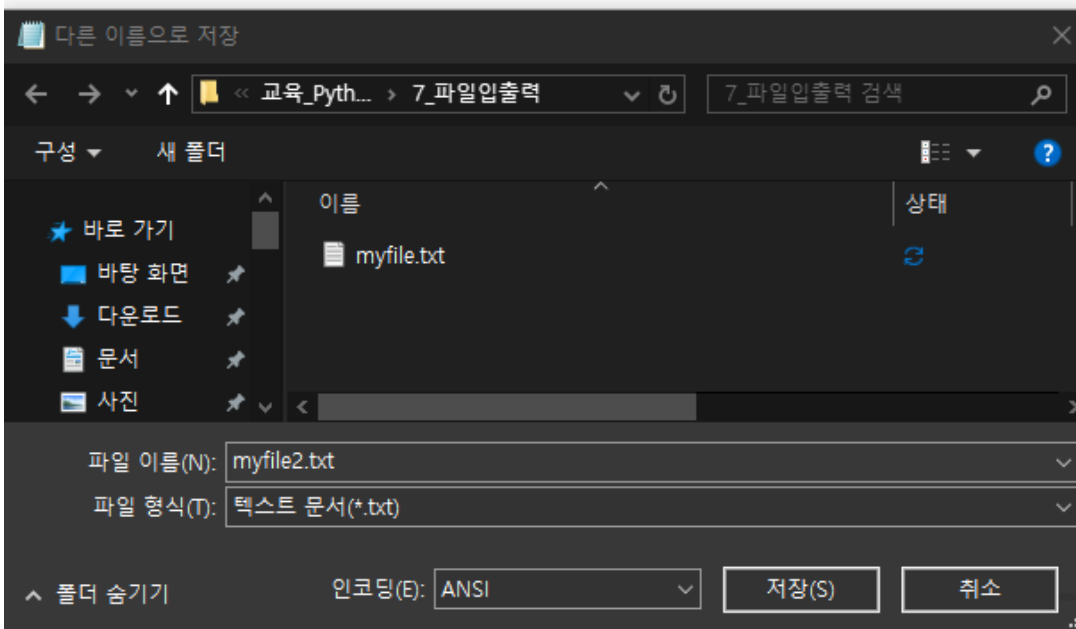 다른 이름으로 저장
« 교육_Pyth... › 7_파일입출력
7_파일입출력 검색
구성
새 폴더
이름
상태
바로 가기
바탕 화면
다운로드
문서
사진
myfile.txt
파일 이름(N): myfile2.txt
파일 형식(T): 텍스트 문서(*.txt)
폴더 숨기기
인코딩(E): ANSI
저장(S)
취소